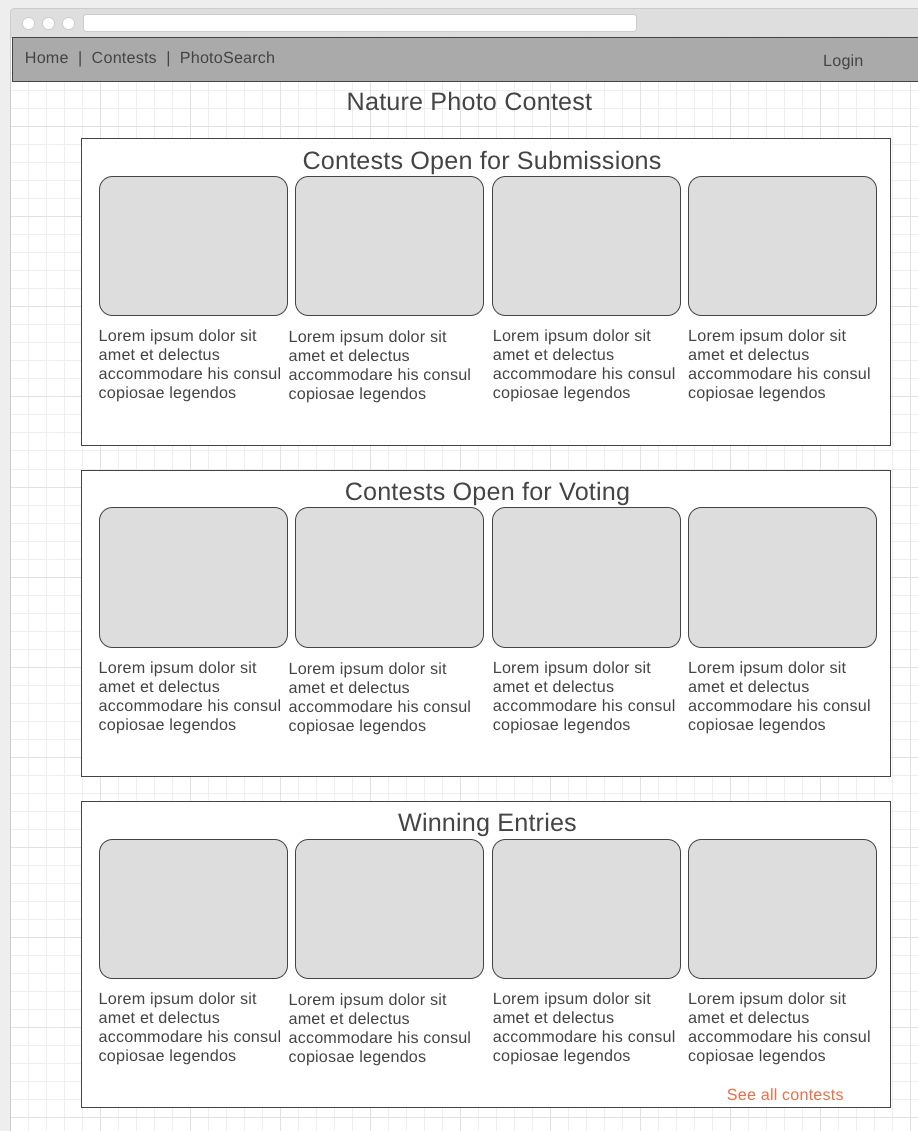 Home | Contests | PhotoSearch
Login
Nature Photo Contest
Contests Open for Submissions
Lorem ipsum dolor sit
amet et delectus
accommodare his consul
copiosae legendos
Lorem ipsum dolor sit
amet et delectus
accommodare his consul
copiosae legendos
Lorem ipsum dolor sit
amet et delectus
accommodare his consul
copiosae legendos
Lorem ipsum dolor sit
amet et delectus
accommodare his consul
copiosae legendos
Contests Open for Voting
Lorem ipsum dolor sit
amet et delectus
accommodare his consul
copiosae legendos
Lorem ipsum dolor sit
amet et delectus
accommodare his consul
copiosae legendos
Lorem ipsum dolor sit
amet et delectus
accommodare his consul
copiosae legendos
Lorem ipsum dolor sit
amet et delectus
accommodare his consul
copiosae legendos
Winning Entries
Lorem ipsum dolor sit
amet et delectus
accommodare his consul
copiosae legendos
Lorem ipsum dolor sit
amet et delectus
accommodare his consul
copiosae legendos
Lorem ipsum dolor sit
amet et delectus
accommodare his consul
copiosae legendos
Lorem ipsum dolor sit
amet et delectus
accommodare his consul
copiosae legendos
See all contests